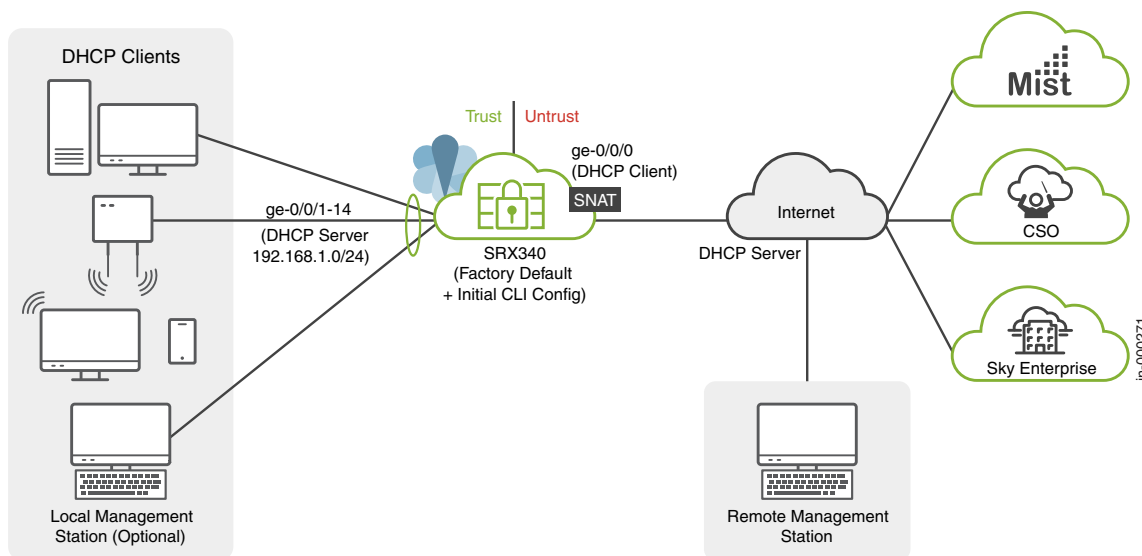 DHCP Clients
ge-0/0/1-14
(DHCP Server
192.168.1.0/24)
Local Management
Station (Optional)
Trust
Untrust
ge-0/0/0
(DHCP Client)
SNAT
SRX340
(Factory Default
+ Initial CLI Config)
Internet
DHCP Server
Remote Management
Station
Mist
CSO
Sky Enterprise
jn-000271